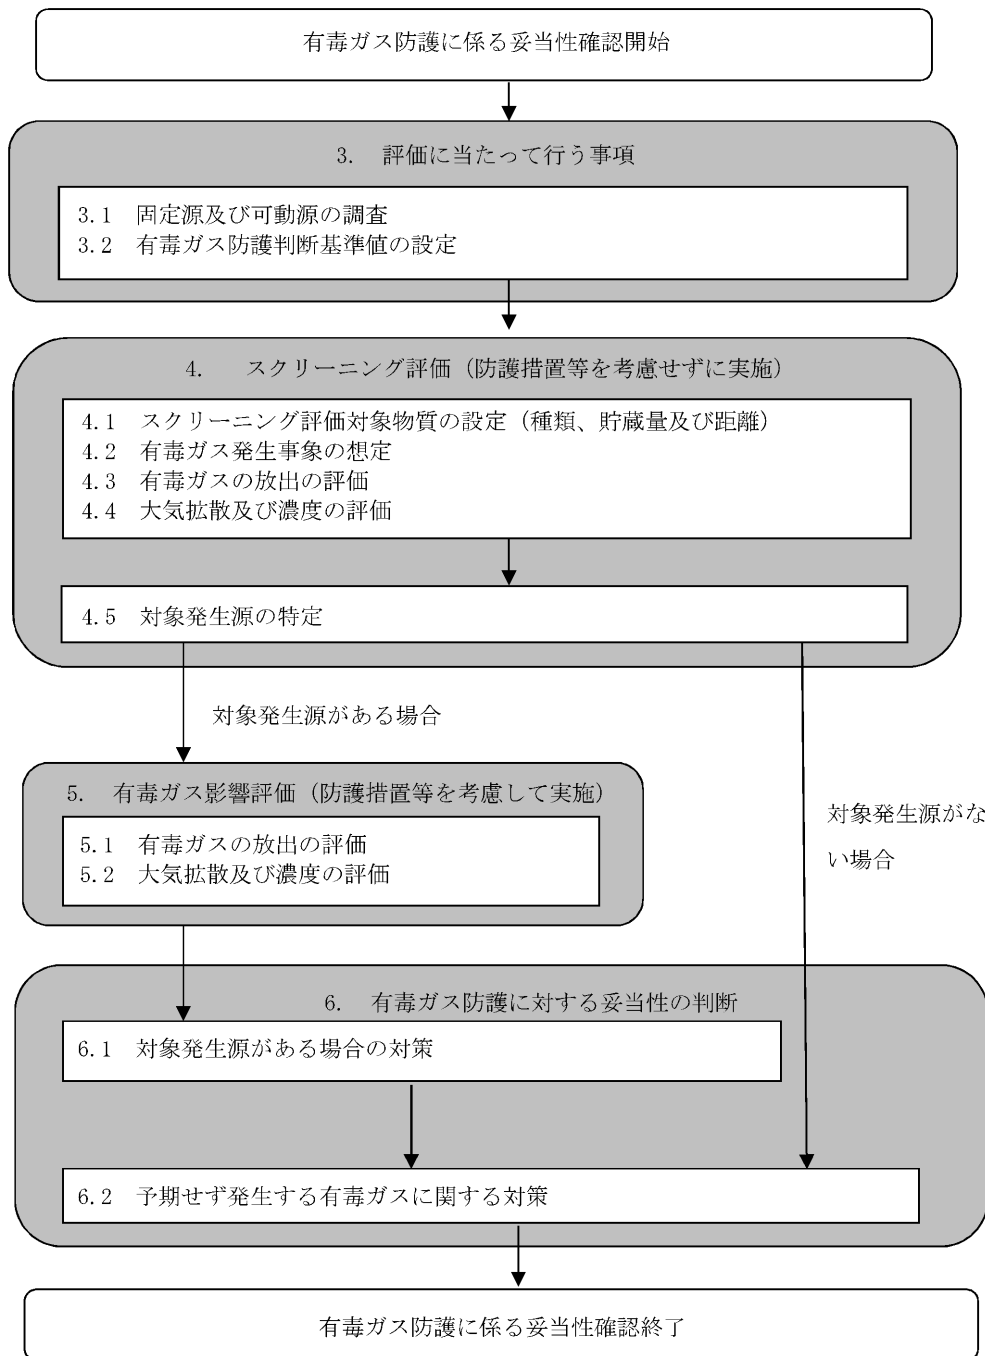 有毒ガス防護に係る妥当性確認開始
3. 評価に当たって行う事項
3.1 固定源及び可動源の調査
3.2 有毒ガス防護判断基準値の設定
4. スクリーニング評価（防護措置等を考慮せずに実施）
4.1 スクリーニング評価対象物質の設定（種類、貯蔵量及び距離）
4.2 有毒ガス発生事象の想定
4.3 有毒ガスの放出の評価
4.4 大気拡散及び濃度の評価
4.5 対象発生源の特定
対象発生源がある場合
5. 有毒ガス影響評価（防護措置等を考慮して実施）
5.1 有毒ガスの放出の評価
5.2 大気拡散及び濃度の評価
対象発生源がな
い場合
6. 有毒ガス防護に対する妥当性の判断
6.1 対象発生源がある場合の対策
6.2 予期せず発生する有毒ガスに関する対策
有毒ガス防護に係る妥当性確認終了